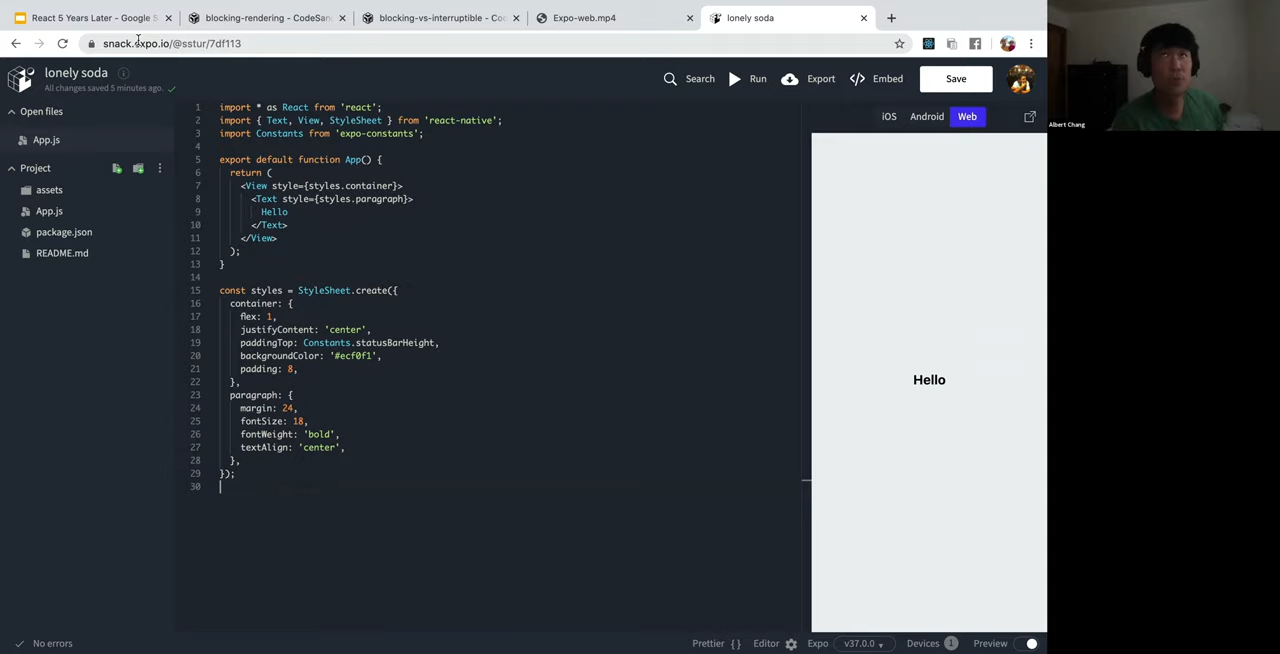 React 5 Years Later - Google S
blocking-rendering - CodeSan
blocking-vs-interruptible - Co
Expo-web.mp4
lonely soda
snack.expo.io/@sstur/7df113
lonely soda
All changes saved 5 minutes ago.
Search
Run
Export
Embed
Save
Open files
App.js
Project
assets
App.js
package.json
README.md
1 import * as React from 'react';
2 import { Text, View, StyleSheet } from 'react-native';
3 import Constants from 'expo-constants';
4
5 export default function App() {
6 return (
7 <View style={styles.container}>
8 <Text style={styles.paragraph}>
9 Hello
10 </Text>
11 </View>
12 );
13 }
14
15 const styles = StyleSheet.create({
16 container: {
17 flex: 1,
18 justifyContent: 'center',
19 paddingTop: Constants.statusBarHeight,
20 backgroundColor: '#ecf0f1',
21 padding: 8,
22 },
23 paragraph: {
24 margin: 24,
25 fontSize: 18,
26 fontWeight: 'bold',
27 textAlign: 'center',
28 },
29 });
30
iOS
Android
Web
Hello
Albert Chang
No errors
Prettier { }
Editor
Expo
v37.0.0
Devices
1
Preview